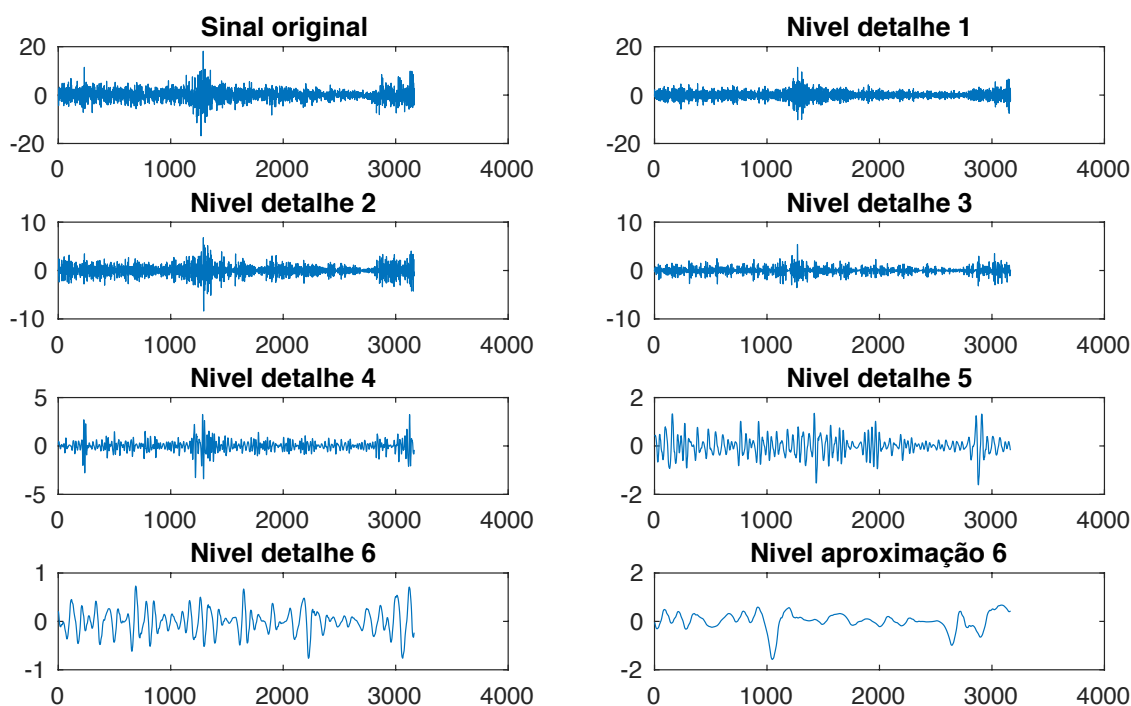 Sinal original
20
0
-20
0 1000 2000 3000 4000
Nivel detalhe 1
20
0
-20
0 1000 2000 3000 4000
Nivel detalhe 2
10
0
-10
0 1000 2000 3000 4000
Nivel detalhe 3
10
0
-10
0 1000 2000 3000 4000
Nivel detalhe 4
5
0
-5
0 1000 2000 3000 4000
Nivel detalhe 5
2
0
-2
0 1000 2000 3000 4000
Nivel detalhe 6
1
0
-1
0 1000 2000 3000 4000
Nivel aproximação 6
2
0
-2
0 1000 2000 3000 4000